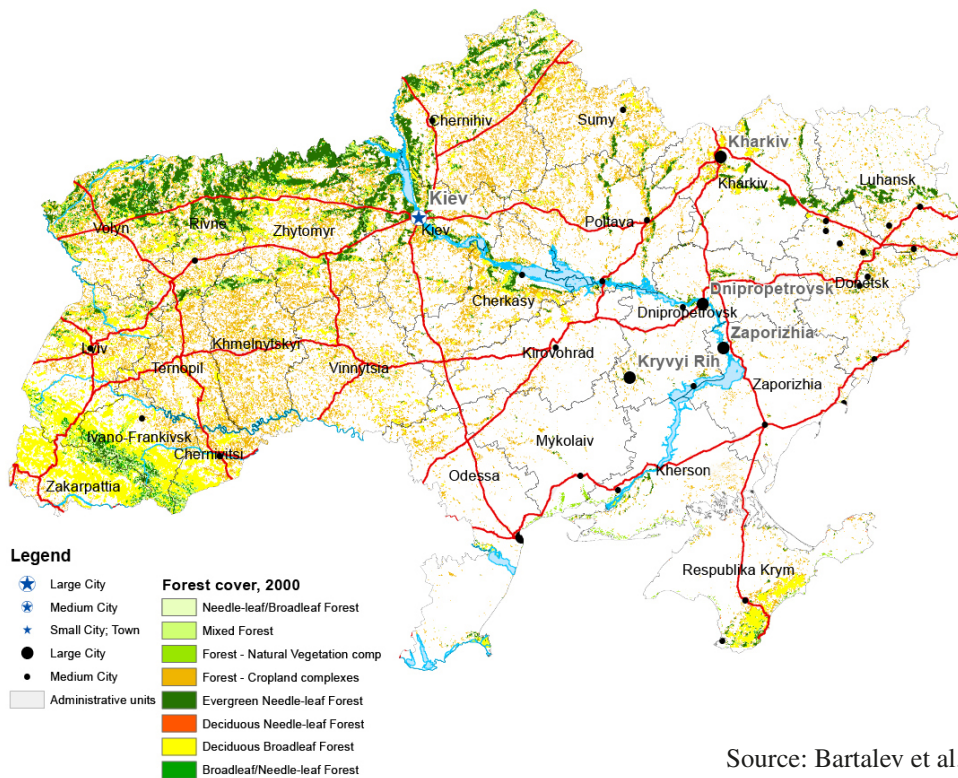 Chernihiv
Sumy
Kharkiv
Kharkiv
Luhansk
Kiev
Kiev
Poltava
Volyn
Rivne
Zhytomyr
Cherkasy
Dnipropetrovsk
Dnipropetrovsk
Donetsk
Lviv
Khmelnytskyr
Ternopil
Vinnytsia
Kirovohrad
Zaporizhia
Kryvyi Rih
Zaporizhia
Ivano-Frankivsk
Mykolaiv
Chernivitsi
Odessa
Kherson
Zakarpattia
Respublika Krym
Legend
Large City
Medium City
Small City; Town
Large City
Medium City
Administrative units
Forest cover, 2000
Needle-leaf/Broadleaf Forest
Mixed Forest
Forest - Natural Vegetation comp
Forest - Cropland complexes
Evergreen Needle-leaf Forest
Deciduous Needle-leaf Forest
Deciduous Broadleaf Forest
Broadleaf/Needle-leaf Forest
Source: Bartalev et al.